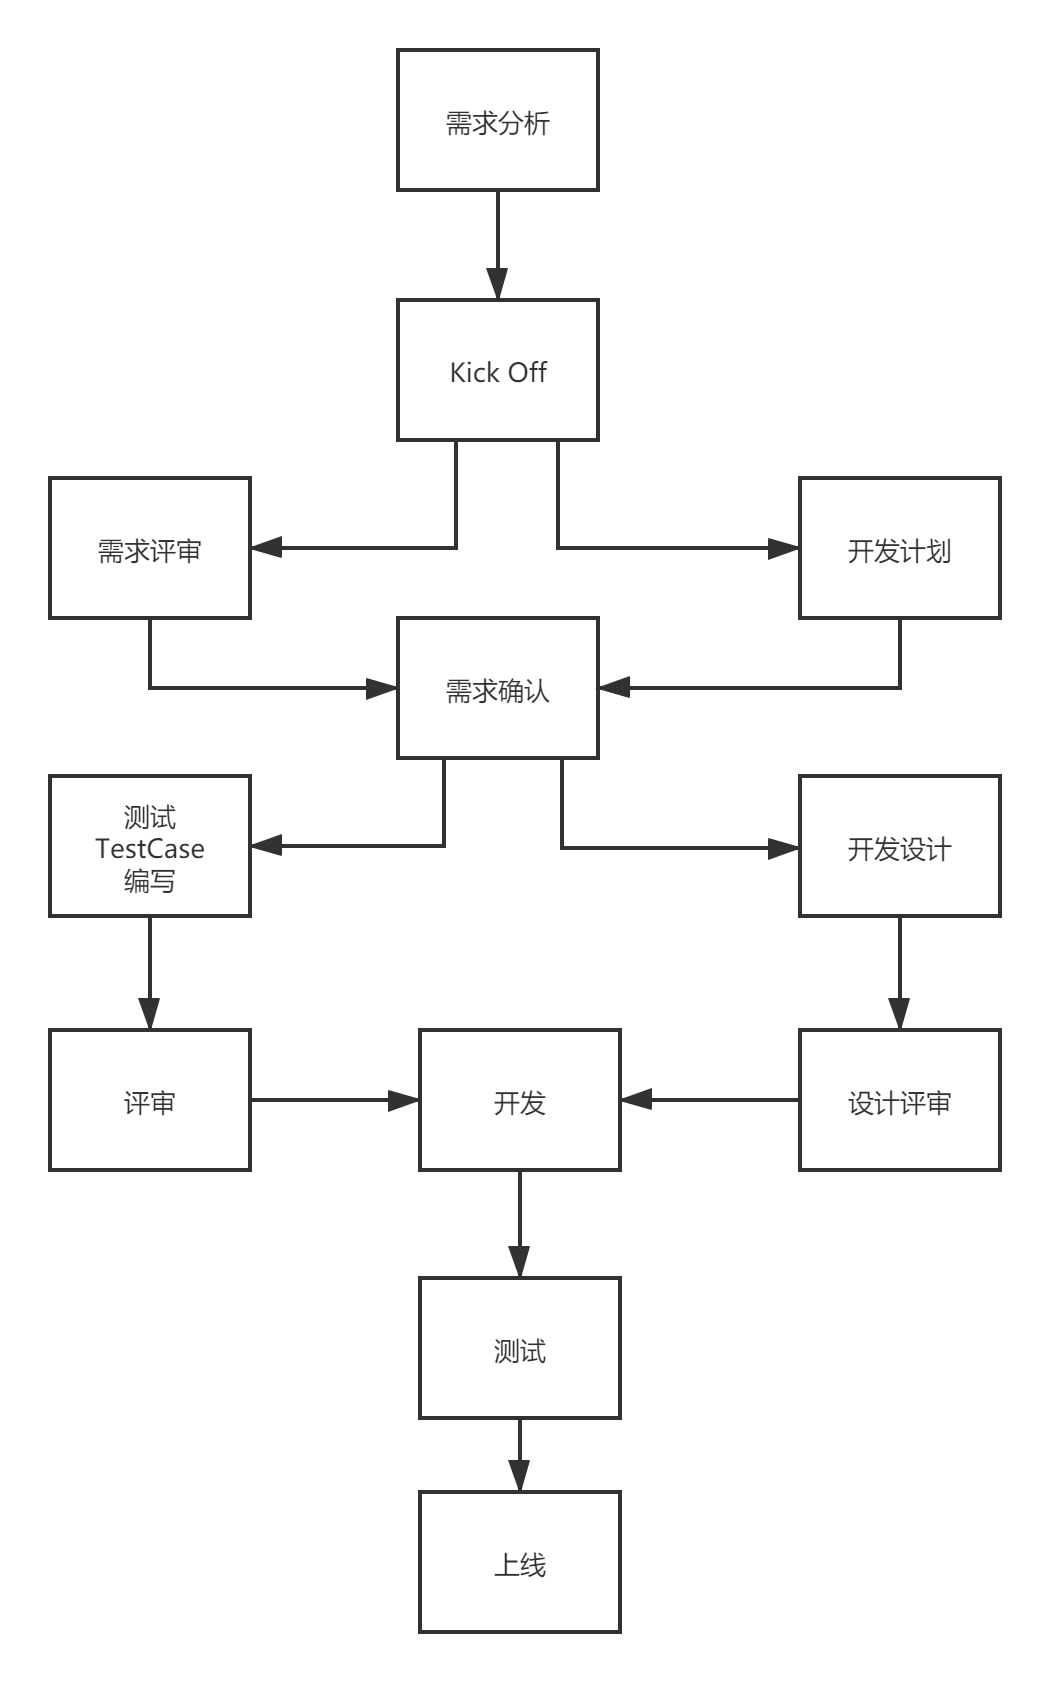 需求分析
Kick Off
需求评审
开发计划
需求确认
测试
TestCase
编写
开发设计
评审
开发
设计评审
测试
上线